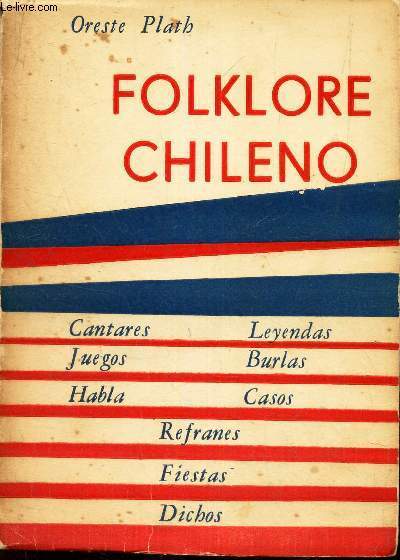 Le-livre.com
Oreste Plath
FOLKLORE
CHILENO
Cantares Leyendas
Juegos Burlas
Habla Casos
Refranes
Fiestas
Dichos